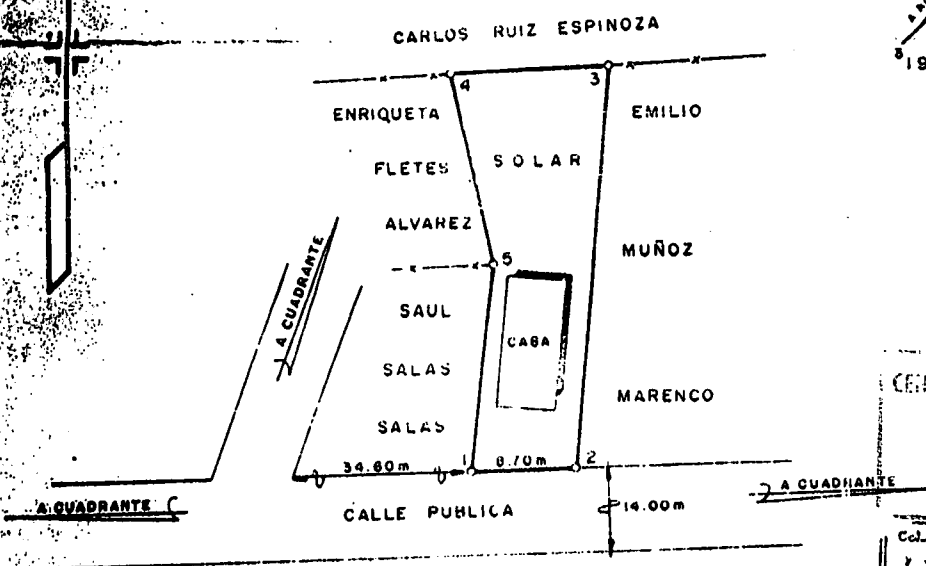 CARLOS RUIZ ESPINOZA
4
3
ENRIQUETA
EMILIO
FLETES
SOLAR
ALVAREZ
MUÑOZ
5
A CUADRANTE
SAUL
CASA
SALAS
MARENCO
SALAS
34.60m
1
8.70m
2
A CUADRANTE
A CUADRANTE
CALLE PUBLICA
14.00m